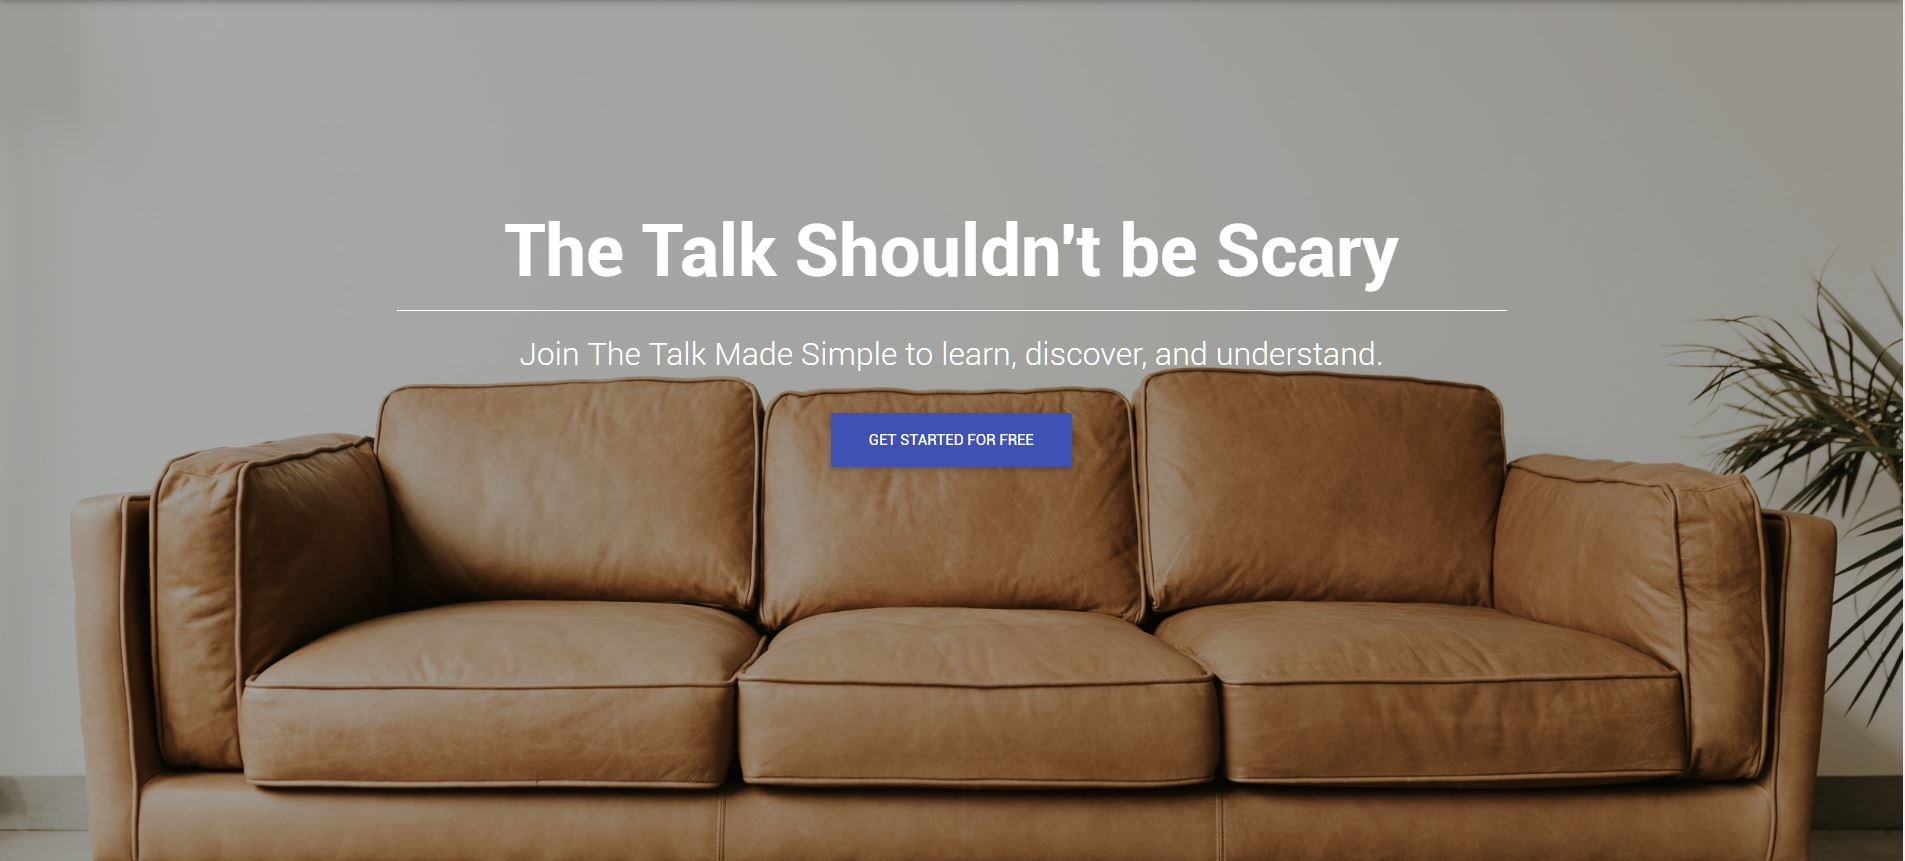 The Talk Shouldn't be Scary
Join The Talk Made Simple to learn, discover, and understand.
GET STARTED FOR FREE